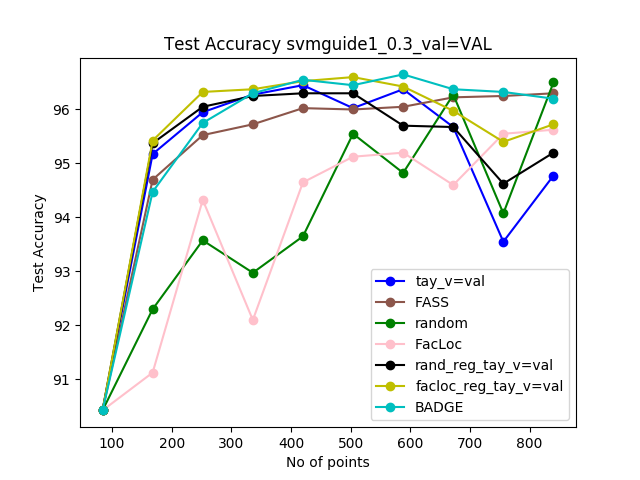 Test Accuracy svmguide1_0.3_val=VAL
Test Accuracy
96
95
94
93
92
91
tay_v=val
FASS
random
FacLoc
rand_reg_tay_v=val
facloc_reg_tay_v=val
BADGE
100 200 300 400 500 600 700 800
No of points